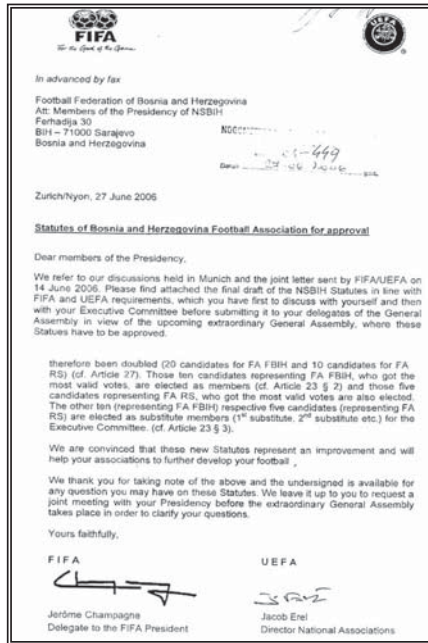 FIFA
For the Good of the Game
UEFA
In advanced by fax
Football Federation of Bosnia and Herzegovina
Att: Members of the Presidency of NSBIH
Ferhadija 30
BIH – 71000 Sarajevo
Bosnia and Herzegovina
Zurich/Nyon, 27 June 2006
Statutes of Bosnia and Herzegovina Football Association for approval
Dear members of the Presidency,
We refer to our discussions held in Munich and the joint letter sent by FIFA/UEFA on
14 June 2006. Please find attached the final draft of the NSBIH Statutes in line with
FIFA and UEFA requirements, which you have first to discuss with yourself and then
with your Executive Committee before submitting it to your delegates of the General
Assembly in view of the upcoming extraordinary General Assembly, where these
Statues have to be approved.
therefore been doubled (20 candidates for FA FBIH and 10 candidates for FA
RS) (cf. Article 27). Those ten candidates representing FA FBIH, who got the
most valid votes, are elected as members (cf. Article 23 § 2) and those five
candidates representing FA RS, who got the most valid votes are also elected.
The other ten (representing FA FBIH) respective five candidates (representing FA
RS) are elected as substitute members (1st substitute, 2nd substitute etc.) for the
Executive Committee. (cf. Article 23 § 3).
We are convinced that these new Statutes represent an improvement and will
help your associations to further develop your football .
We thank you for taking note of the above and the undersigned is available for
any question you may have on these Statutes. We leave it up to you to request a
joint meeting with your Presidency before the extraordinary General Assembly
takes place in order to clarify your questions.
Yours faithfully,
FIFA UEFA
Jerôme Champagne Jacob Erel
Delegate to the FIFA President Director National Associations